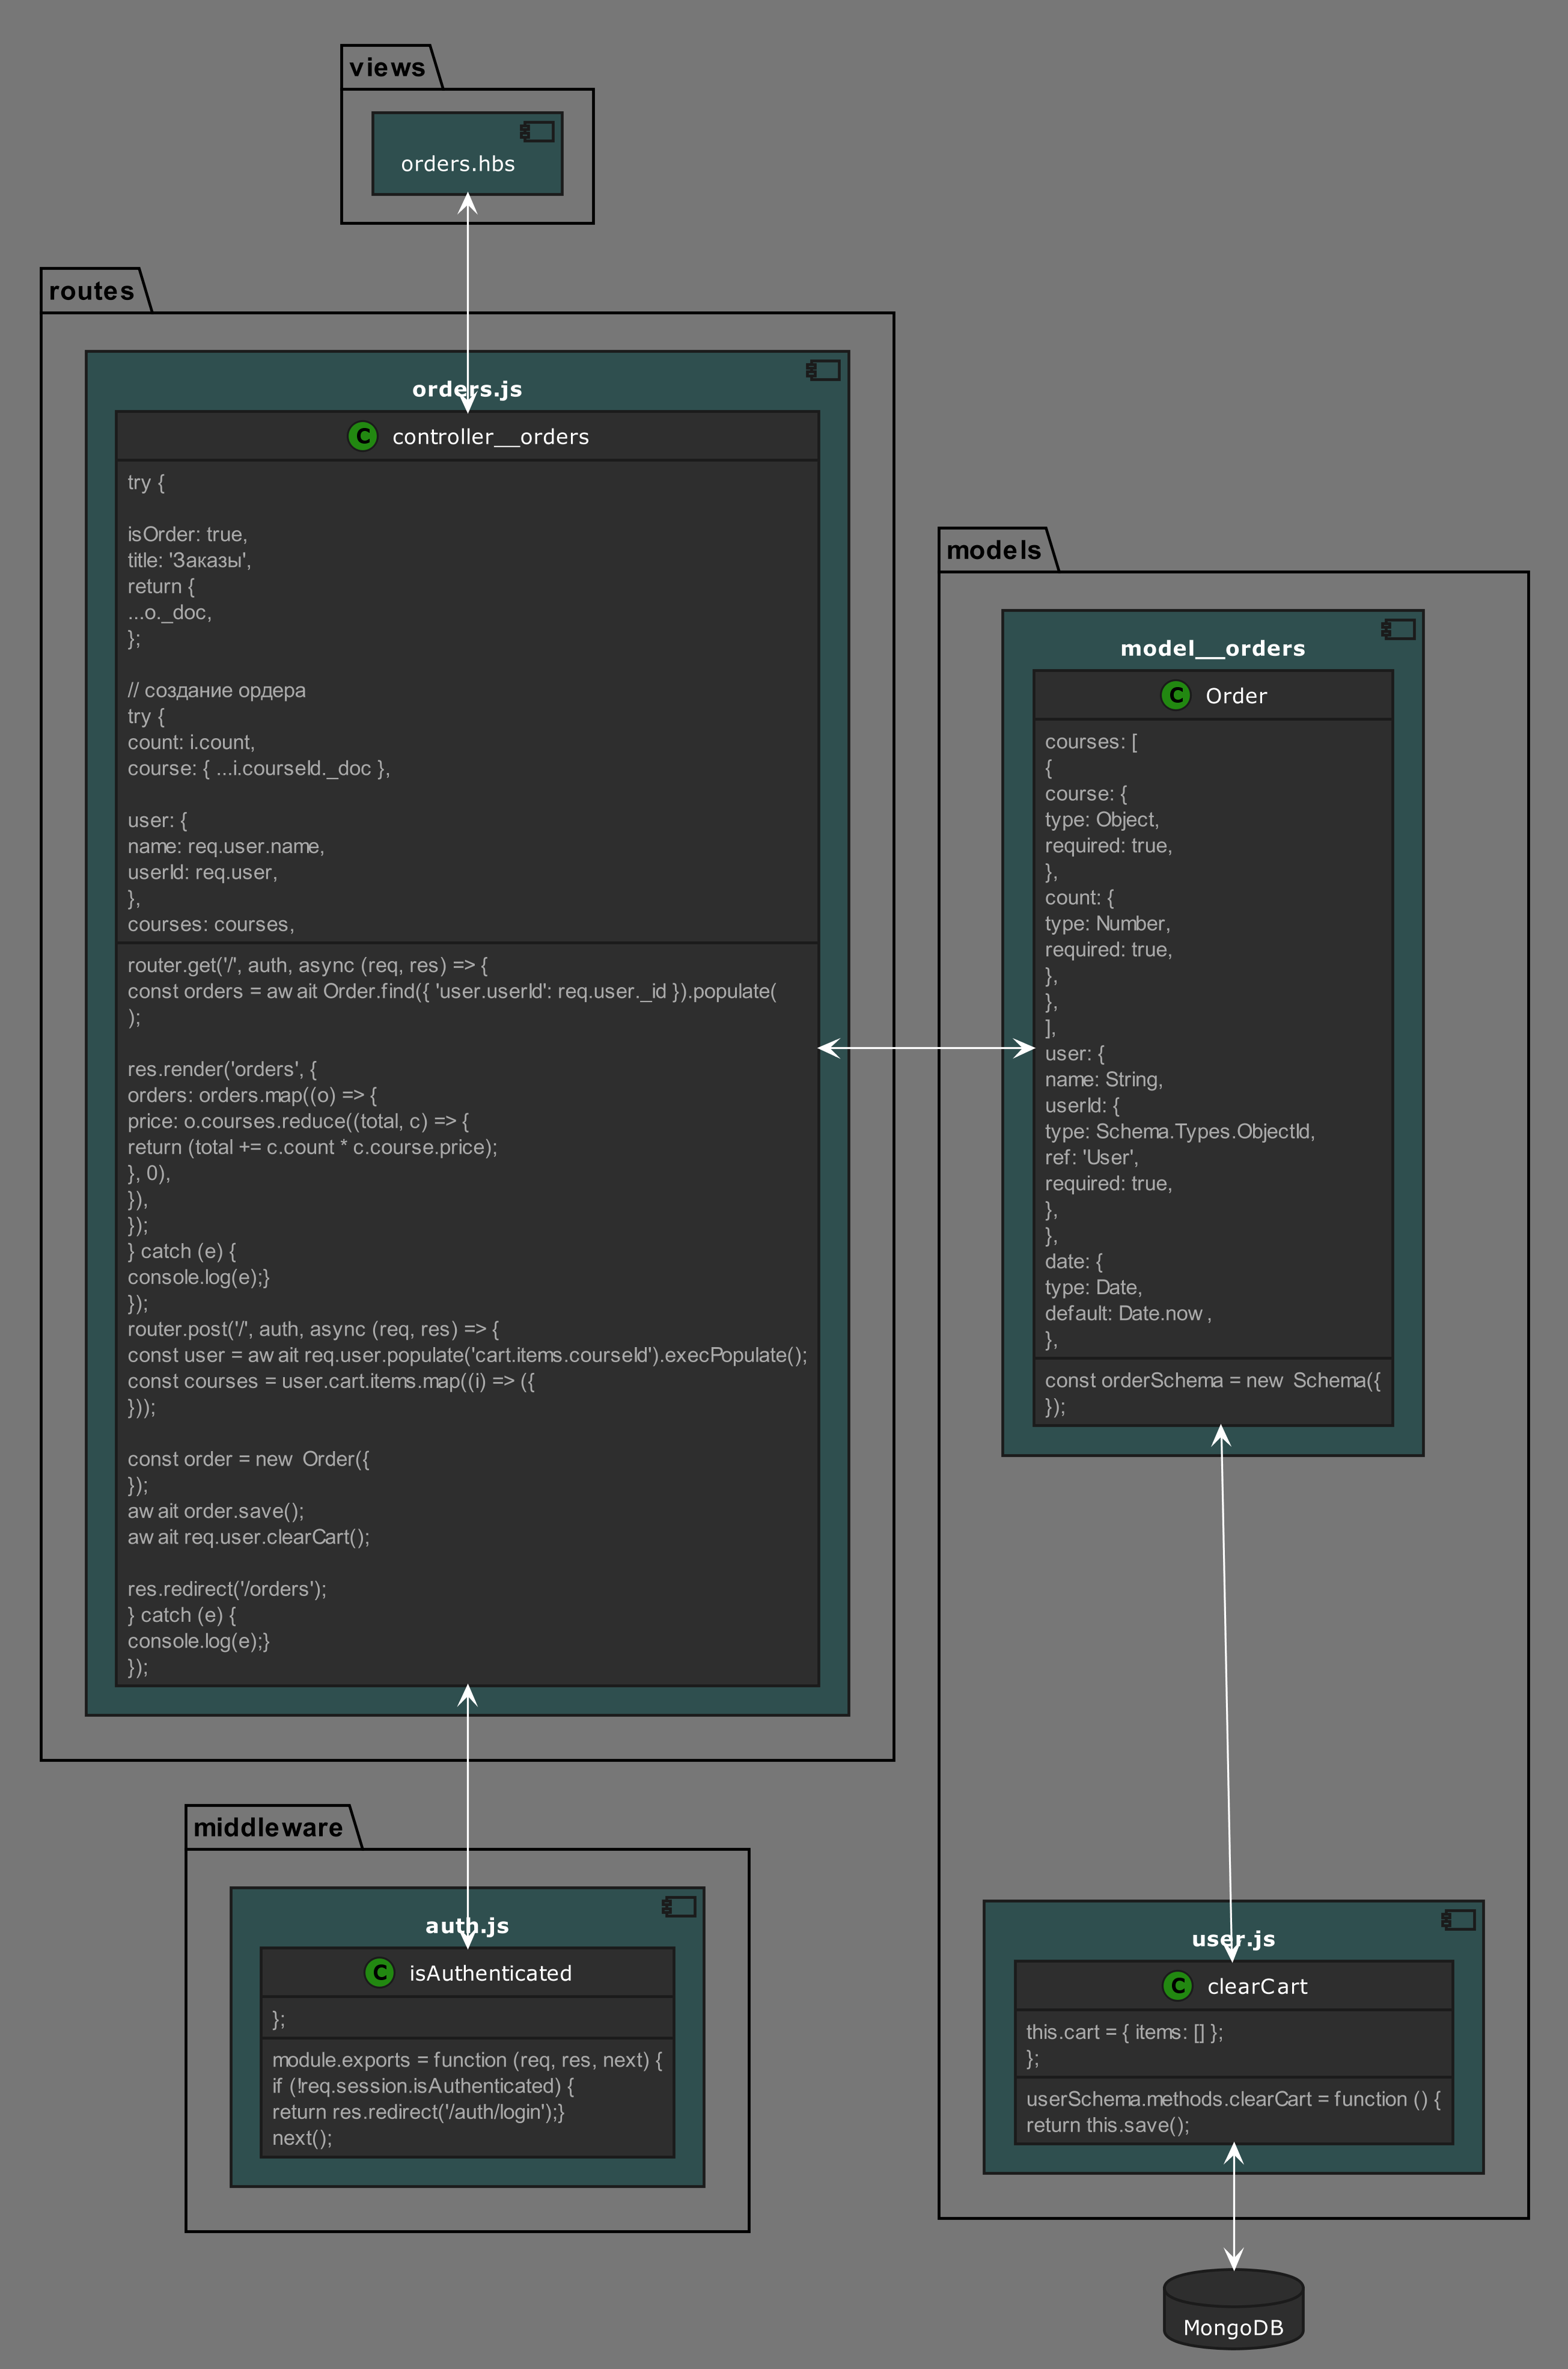 views
orders.hbs
routes
orders.js
C controller__orders
try {
isOrder: true,
title: 'Заказы',
return {
...o._doc,
};
// создание ордера
try {
count: i.count,
course: { ...i.courseId._doc },
user: {
name: req.user.name,
userId: req.user,
},
courses: courses,
router.get('/', auth, async (req, res) => {
const orders = await Order.find({ 'user.userId': req.user._id }).populate(
);
res.render('orders', {
orders: orders.map((o) => {
price: o.courses.reduce((total, c) => {
return (total += c.count * c.course.price);
}, 0),
}),
});
} catch (e) {
console.log(e);}
});
router.post('/', auth, async (req, res) => {
const user = await req.user.populate('cart.items.courseId').execPopulate();
const courses = user.cart.items.map((i) => ({
}));
const order = new Order({
});
await order.save();
await req.user.clearCart();
res.redirect('/orders');
} catch (e) {
console.log(e);}
});
models
model__orders
C Order
courses: [
{
course: {
type: Object,
required: true,
},
count: {
type: Number,
required: true,
},
},
],
user: {
name: String,
userId: {
type: Schema.Types.ObjectId,
ref: 'User',
required: true,
},
},
date: {
type: Date,
default: Date.now,
},
const orderSchema = new Schema({
});
middleware
auth.js
C isAuthenticated
};
module.exports = function (req, res, next) {
if (!req.session.isAuthenticated) {
return res.redirect('/auth/login');}
next();
user.js
C clearCart
this.cart = { items: [] };
};
userSchema.methods.clearCart = function () {
return this.save();
MongoDB